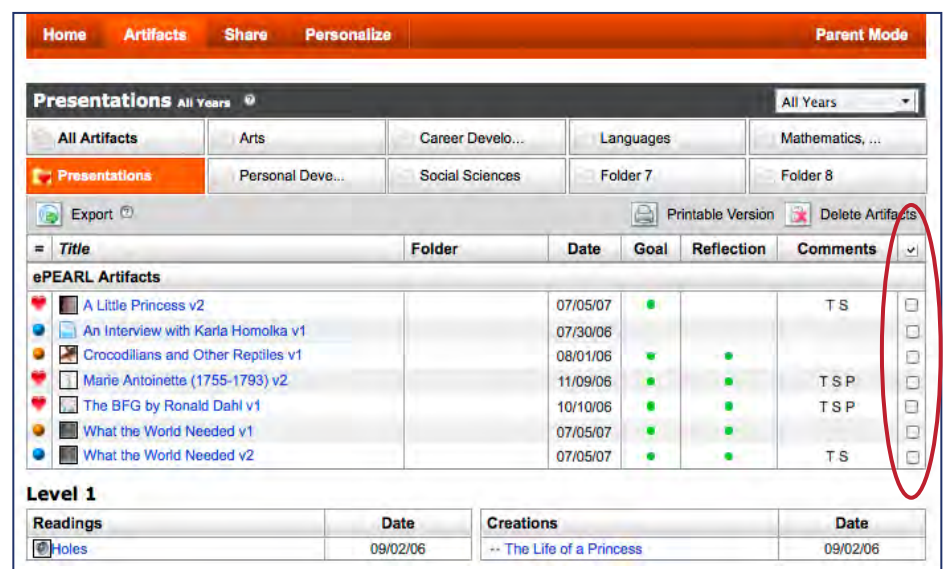 Home Artifacts Share Personalize Parent Mode
Presentations All Years ? All Years
All Artifacts Arts Career Develo... Languages Mathematics, ...
Presentations Personal Deve... Social Sciences Folder 7 Folder 8
Export ? Printable Version Delete Artifacts
= Title Folder Date Goal Reflection Comments
ePEARL Artifacts
A Little Princess v2 07/05/07 T S
An Interview with Karla Homolka v1 07/30/06
Crocodilians and Other Reptiles v1 08/01/06
Marie Antoinette (1755-1793) v2 11/09/06 T S P
The BFG by Ronald Dahl v1 10/10/06 T S P
What the World Needed v1 07/05/07
What the World Needed v2 07/05/07 T S
Level 1
Readings Date Creations Date
Holes 09/02/06 -- The Life of a Princess 09/02/06